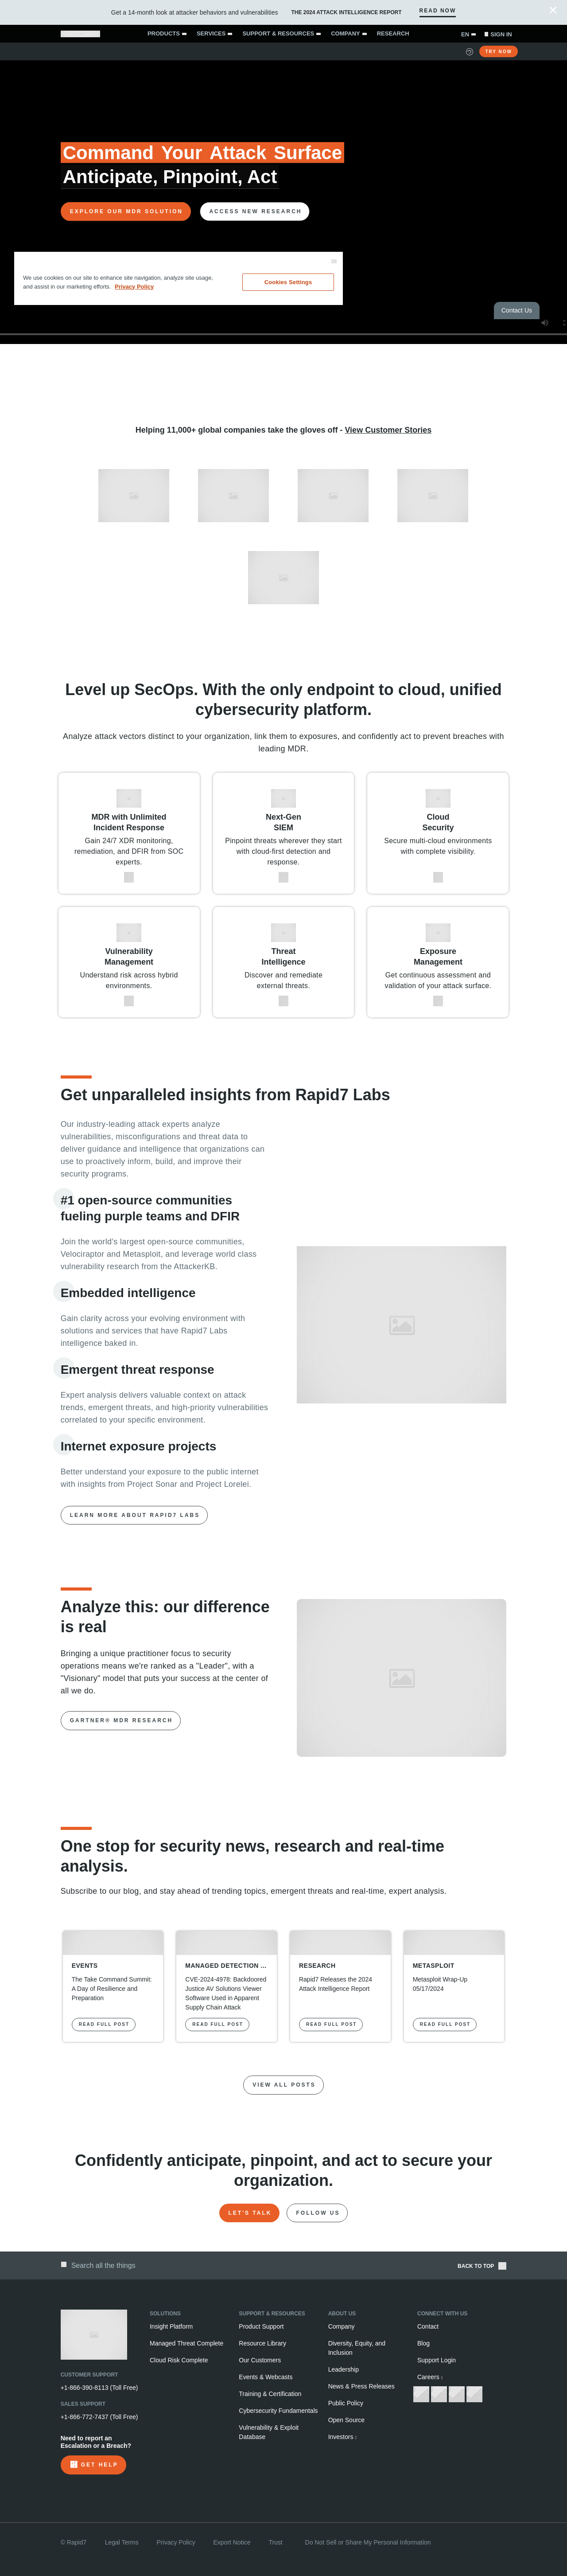 Get a 14-month look at attacker behaviors and vulnerabilities THE 2024 ATTACK INTELLIGENCE REPORT READ NOW
PRODUCTS SERVICES SUPPORT & RESOURCES COMPANY RESEARCH EN SIGN IN
TRY NOW
Command Your Attack Surface
Anticipate, Pinpoint, Act
EXPLORE OUR MDR SOLUTION ACCESS NEW RESEARCH
We use cookies on our site to enhance site navigation, analyze site usage,
and assist in our marketing efforts. Privacy Policy
Cookies Settings
Contact Us
Helping 11,000+ global companies take the gloves off - View Customer Stories
Level up SecOps. With the only endpoint to cloud, unified
cybersecurity platform.
Analyze attack vectors distinct to your organization, link them to exposures, and confidently act to prevent breaches with
leading MDR.
MDR with Unlimited
Incident Response
Gain 24/7 XDR monitoring,
remediation, and DFIR from SOC
experts.
Next-Gen
SIEM
Pinpoint threats wherever they start
with cloud-first detection and
response.
Cloud
Security
Secure multi-cloud environments
with complete visibility.
Vulnerability
Management
Understand risk across hybrid
environments.
Threat
Intelligence
Discover and remediate
external threats.
Exposure
Management
Get continuous assessment and
validation of your attack surface.
Get unparalleled insights from Rapid7 Labs
Our industry-leading attack experts analyze
vulnerabilities, misconfigurations and threat data to
deliver guidance and intelligence that organizations can
use to proactively inform, build, and improve their
security programs.
#1 open-source communities
fueling purple teams and DFIR
Join the world's largest open-source communities,
Velociraptor and Metasploit, and leverage world class
vulnerability research from the AttackerKB.
Embedded intelligence
Gain clarity across your evolving environment with
solutions and services that have Rapid7 Labs
intelligence baked in.
Emergent threat response
Expert analysis delivers valuable context on attack
trends, emergent threats, and high-priority vulnerabilities
correlated to your specific environment.
Internet exposure projects
Better understand your exposure to the public internet
with insights from Project Sonar and Project Lorelei.
LEARN MORE ABOUT RAPID7 LABS
Analyze this: our difference
is real
Bringing a unique practitioner focus to security
operations means we're ranked as a "Leader", with a
"Visionary" model that puts your success at the center of
all we do.
GARTNER® MDR RESEARCH
One stop for security news, research and real-time
analysis.
Subscribe to our blog, and stay ahead of trending topics, emergent threats and real-time, expert analysis.
EVENTS
The Take Command Summit:
A Day of Resilience and
Preparation
READ FULL POST
MANAGED DETECTION ...
CVE-2024-4978: Backdoored
Justice AV Solutions Viewer
Software Used in Apparent
Supply Chain Attack
READ FULL POST
RESEARCH
Rapid7 Releases the 2024
Attack Intelligence Report
READ FULL POST
METASPLOIT
Metasploit Wrap-Up
05/17/2024
READ FULL POST
VIEW ALL POSTS
Confidently anticipate, pinpoint, and act to secure your
organization.
LET'S TALK FOLLOW US
Search all the things
BACK TO TOP
CUSTOMER SUPPORT
+1-866-390-8113 (Toll Free)
SALES SUPPORT
+1-866-772-7437 (Toll Free)
Need to report an
Escalation or a Breach?
GET HELP
SOLUTIONS
Insight Platform
Managed Threat Complete
Cloud Risk Complete
SUPPORT & RESOURCES
Product Support
Resource Library
Our Customers
Events & Webcasts
Training & Certification
Cybersecurity Fundamentals
Vulnerability & Exploit
Database
ABOUT US
Company
Diversity, Equity, and
Inclusion
Leadership
News & Press Releases
Public Policy
Open Source
Investors
CONNECT WITH US
Contact
Blog
Support Login
Careers
© Rapid7 Legal Terms Privacy Policy Export Notice Trust Do Not Sell or Share My Personal Information